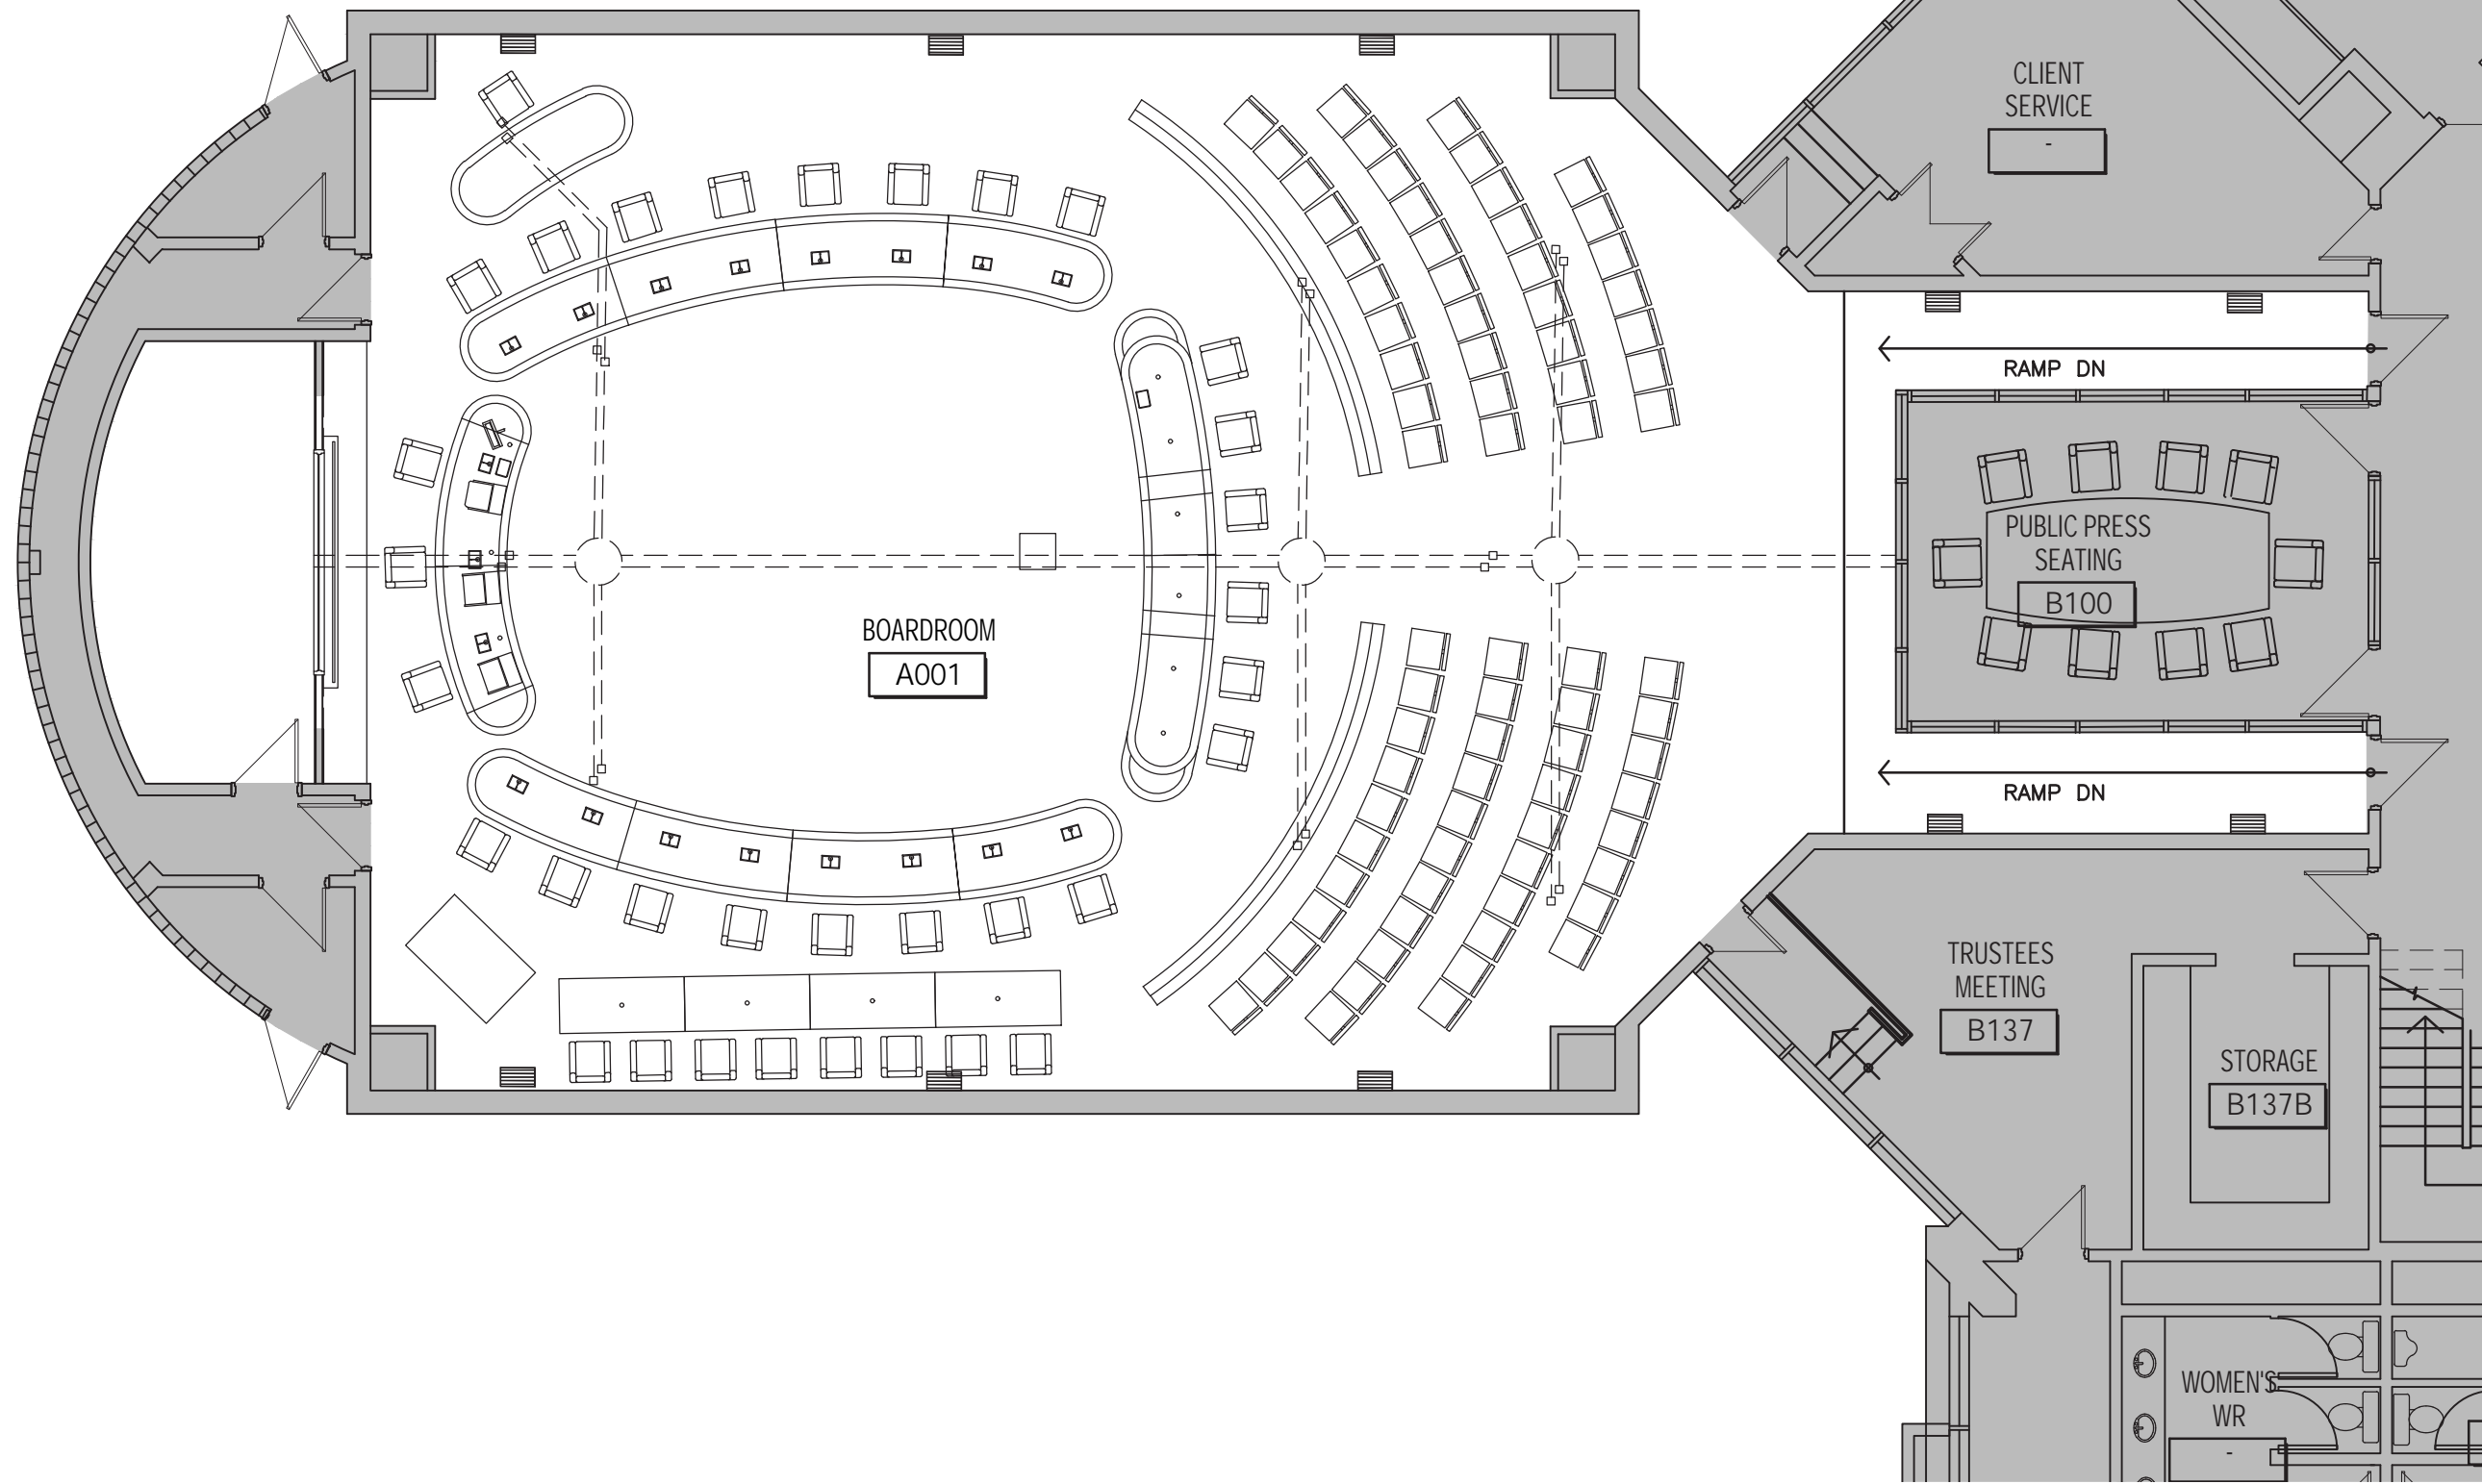 CLIENT
SERVICE
-
RAMP DN
PUBLIC PRESS
SEATING
B100
BOARDROOM
A001
RAMP DN
TRUSTEES
MEETING
B137
STORAGE
B137B
WOMEN'S
WR
-